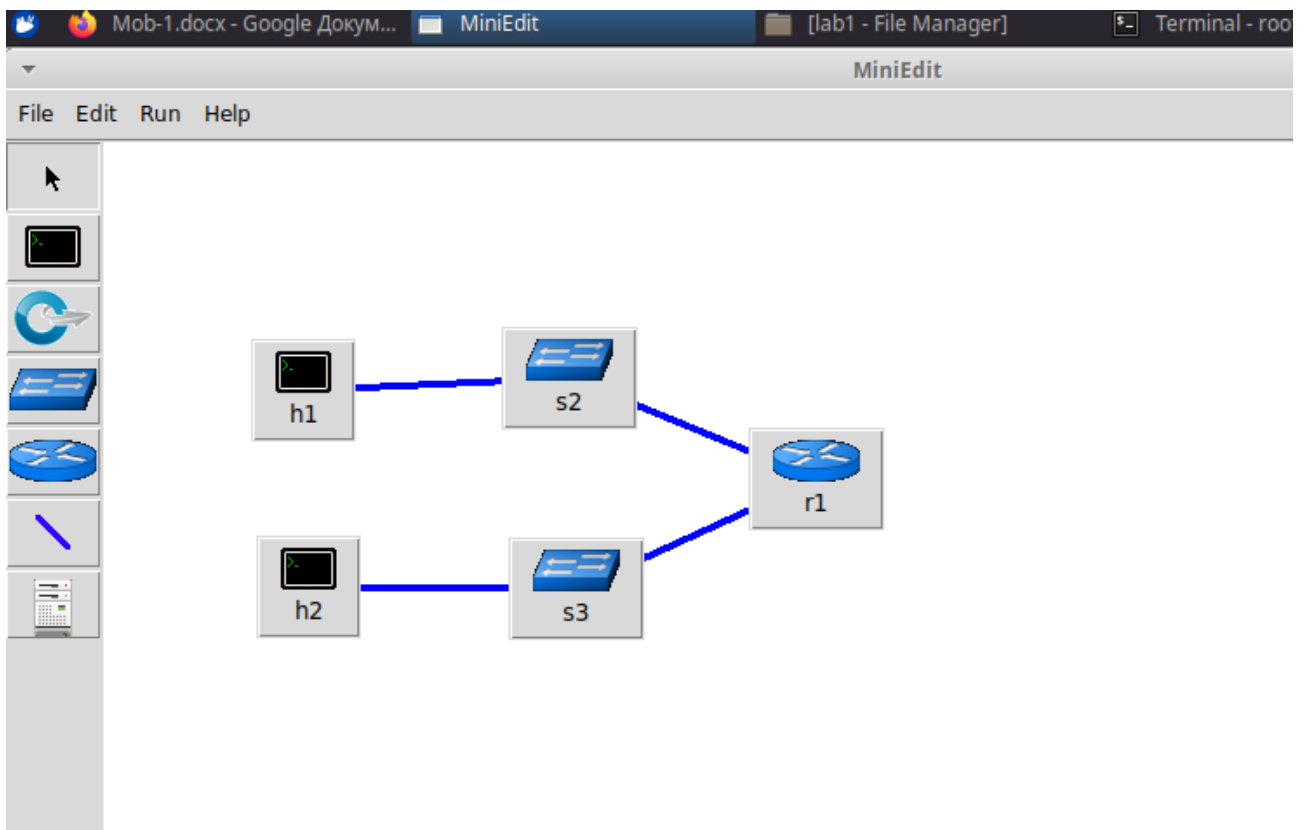 Mob-1.docx - Google Докум... MiniEdit [lab1 - File Manager] Terminal - roo
MiniEdit
File Edit Run Help
h1
s2
r1
h2
s3